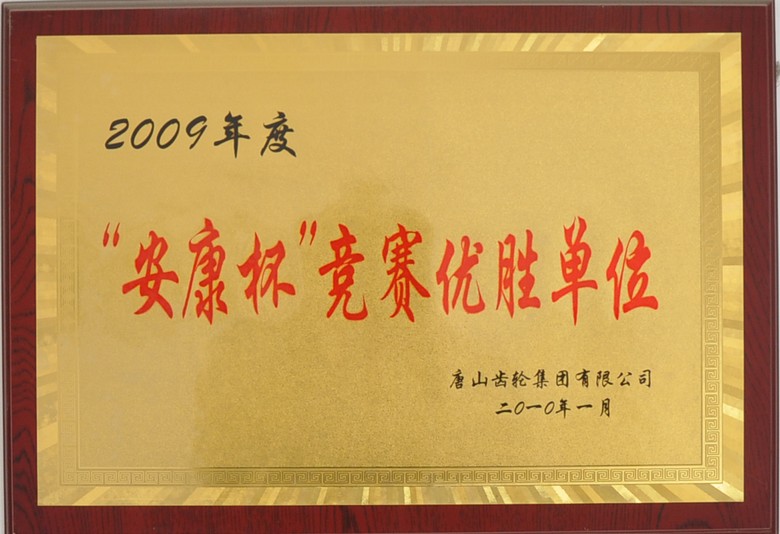 2009年度
“安康杯”竞赛优胜单位
唐山齿轮集团有限公司
二〇一〇年一月